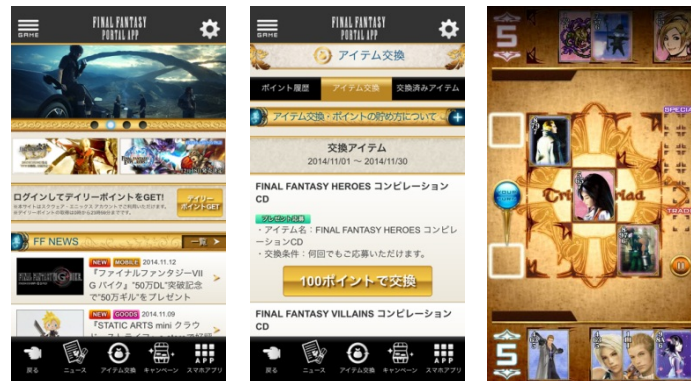 GAME
FINAL FANTASY
PORTAL APP
ログインしてデイリーポイントをGET!
デイリー
ポイントGET
FF NEWS
一覧
NEW MOBILE 2014.11.12
『ファイナルファンタジーVII
G バイク』"50万DL"突破記念
で"50万ギル"をプレゼント
NEW GOODS 2014.11.09
『STATIC ARTS mini クラウ
戻る
ニュース
アイテム交換
キャンペーン
APP
スマホアプリ
GAME
FINAL FANTASY
PORTAL APP
アイテム交換
ポイント履歴
アイテム交換
交換済みアイテム
アイテム交換・ポイントの貯め方について
交換アイテム
2014/11/01 ～ 2014/11/30
FINAL FANTASY HEROES コンピレーション
CD
プレゼント応募
・アイテム名：FINAL FANTASY HEROES コンピレ
ーションCD
・交換条件：何回でもご応募いただけます。
100ポイントで交換
FINAL FANTASY VILLAINS コンピレーション
CD
戻る
ニュース
アイテム交換
キャンペーン
APP
スマホアプリ
5
SPECIAL
Triple Triad
TRADE
5